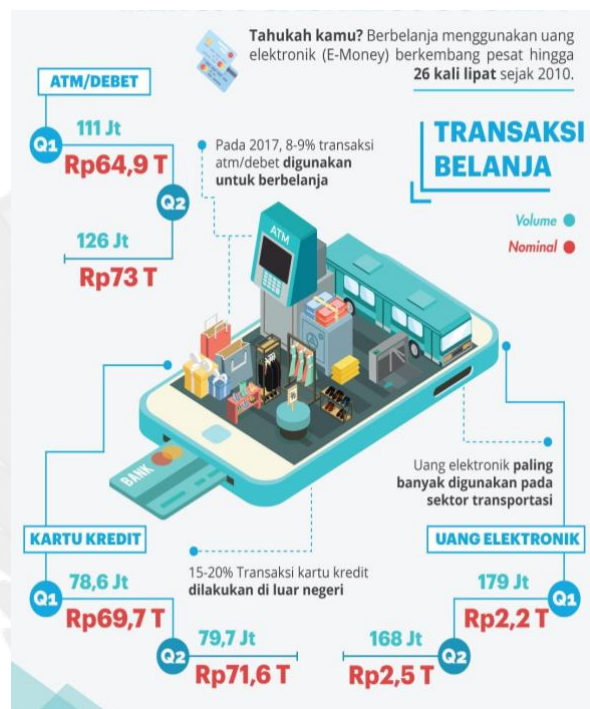 Tahukah kamu? Berbelanja menggunakan uang
elektronik (E-Money) berkembang pesat hingga
26 kali lipat sejak 2010.
ATM/DEBET
Q1
111 Jt
Rp64,9 T
Q2
126 Jt
Rp73 T
Pada 2017, 8-9% transaksi
atm/debet digunakan
untuk berbelanja
TRANSAKSI
BELANJA
Volume
Nominal
ATM
BANK
Uang elektronik paling
banyak digunakan pada
sektor transportasi
KARTU KREDIT
Q1
78,6 Jt
Rp69,7 T
Q2
79,7 Jt
Rp71,6 T
15-20% Transaksi kartu kredit
dilakukan di luar negeri
UANG ELEKTRONIK
179 Jt
Q1
Rp2,2 T
168 Jt
Q2
Rp2,5 T